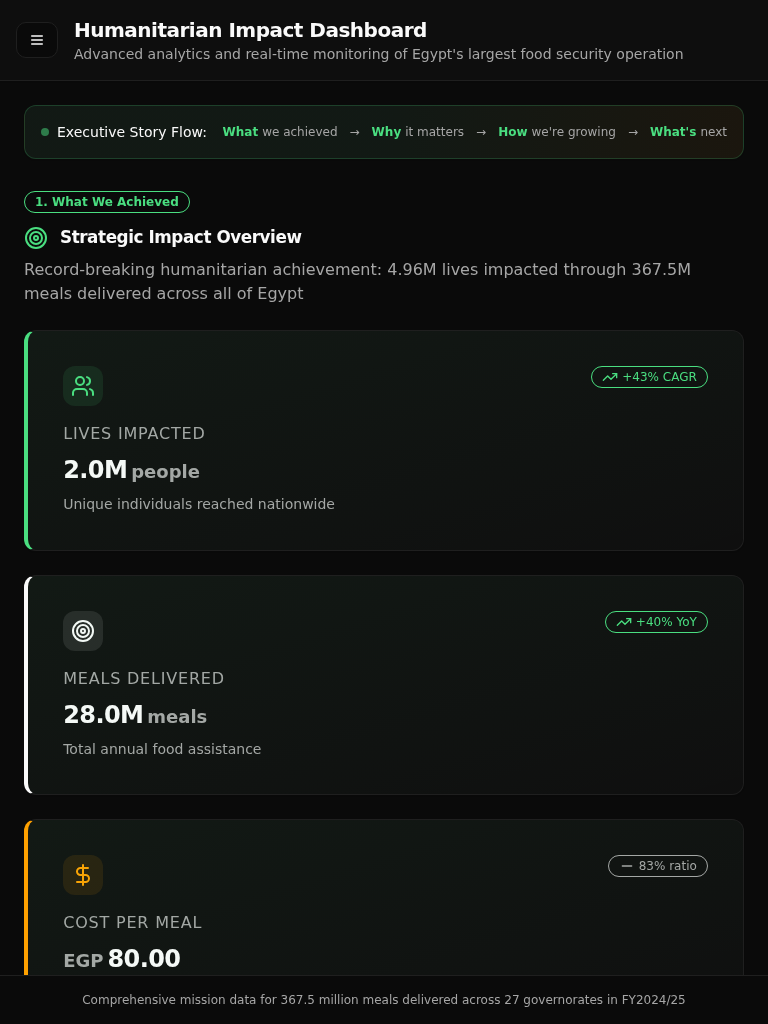 Humanitarian Impact Dashboard
Advanced analytics and real-time monitoring of Egypt's largest food security operation
Executive Story Flow: What we achieved → Why it matters → How we're growing → What's next
1. What We Achieved
Strategic Impact Overview
Record-breaking humanitarian achievement: 4.96M lives impacted through 367.5M
meals delivered across all of Egypt
+43% CAGR
LIVES IMPACTED
2.0M people
Unique individuals reached nationwide
+40% YoY
MEALS DELIVERED
28.0M meals
Total annual food assistance
83% ratio
COST PER MEAL
EGP 80.00
Comprehensive mission data for 367.5 million meals delivered across 27 governorates in FY2024/25